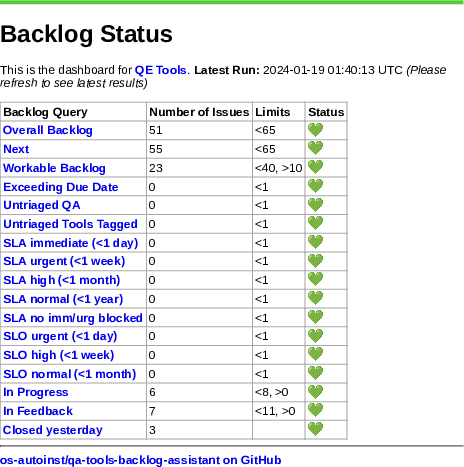 Backlog Status
This is the dashboard for QE Tools. Latest Run: 2024-01-19 01:40:13 UTC (Please
refresh to see latest results)
Backlog Query Number of Issues Limits Status
Overall Backlog 51 <65 💚
Next 55 <65 💚
Workable Backlog 23 <40, >10 💚
Exceeding Due Date 0 <1 💚
Untriaged QA 0 <1 💚
Untriaged Tools Tagged 0 <1 💚
SLA immediate (<1 day) 0 <1 💚
SLA urgent (<1 week) 0 <1 💚
SLA high (<1 month) 0 <1 💚
SLA normal (<1 year) 0 <1 💚
SLA no imm/urg blocked 0 <1 💚
SLO urgent (<1 day) 0 <1 💚
SLO high (<1 week) 0 <1 💚
SLO normal (<1 month) 0 <1 💚
In Progress 6 <8, >0 💚
In Feedback 7 <11, >0 💚
Closed yesterday 3 💚
os-autoinst/qa-tools-backlog-assistant on GitHub